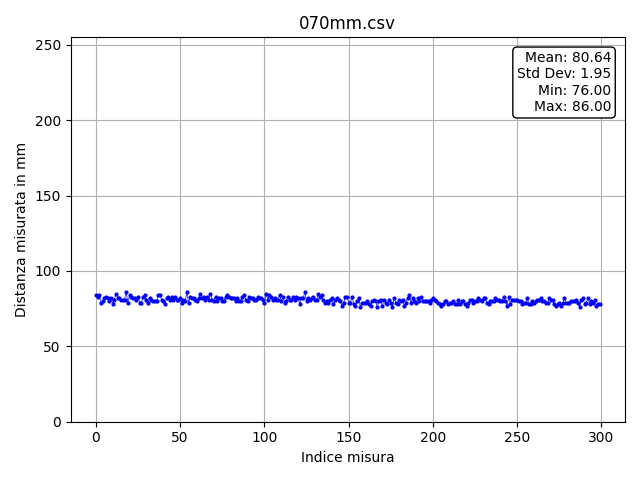 070mm.csv
Mean: 80.64
Std Dev: 1.95
Min: 76.00
Max: 86.00
Distanza misurata in mm
250
200
150
100
50
0
0 50 100 150 200 250 300
Indice misura